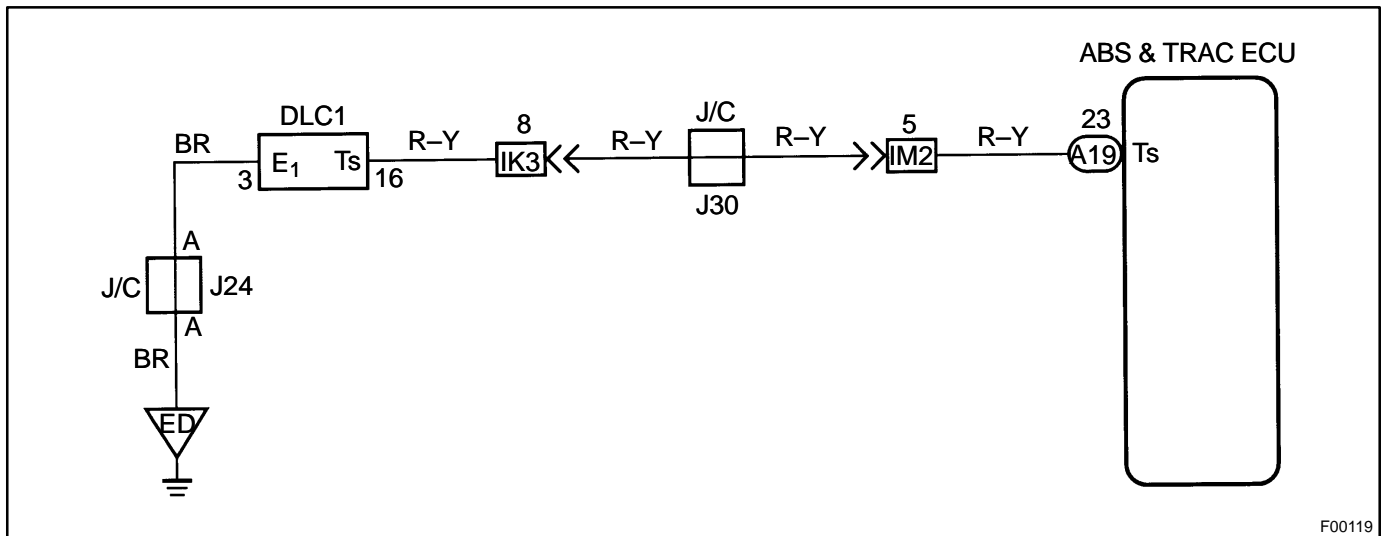 ABS & TRAC ECU
DLC1
J/C
BR
R–Y
8
R–Y
R–Y
5
R–Y
23
E1
Ts
IK3
IM2
A19
Ts
3
16
J30
A
J/C
J24
A
BR
ED
F00119